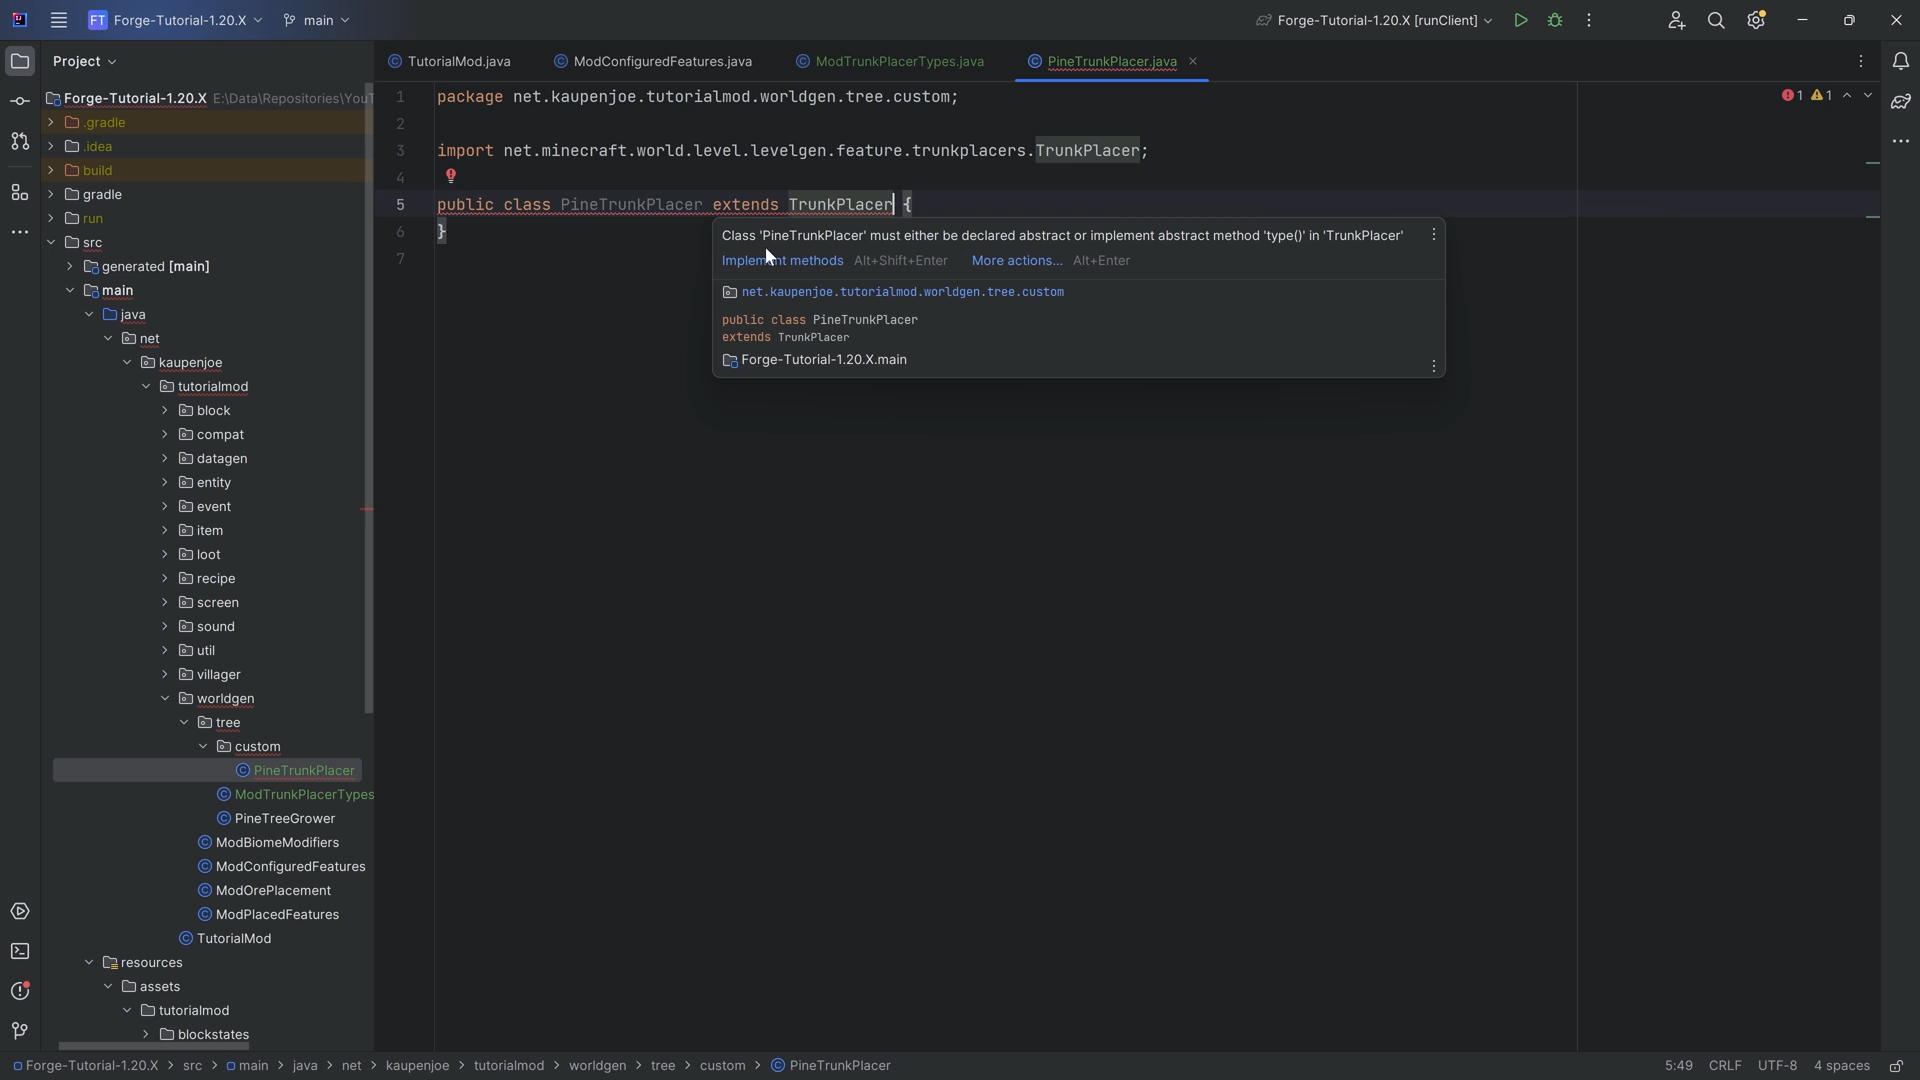 FT Forge-Tutorial-1.20.X main Forge-Tutorial-1.20.X [runClient]
Project
TutorialMod.java ModConfiguredFeatures.java ModTrunkPlacerTypes.java PineTrunkPlacer.java
Forge-Tutorial-1.20.X E:\Data\Repositories\YouT
.gradle
.idea
build
gradle
run
src
generated [main]
main
java
net
kaupenjoe
tutorialmod
block
compat
datagen
entity
event
item
loot
recipe
screen
sound
util
villager
worldgen
tree
custom
PineTrunkPlacer
ModTrunkPlacerTypes
PineTreeGrower
ModBiomeModifiers
ModConfiguredFeatures
ModOrePlacement
ModPlacedFeatures
TutorialMod
resources
assets
tutorialmod
blockstates
1 package net.kaupenjoe.tutorialmod.worldgen.tree.custom;
2
3 import net.minecraft.world.level.levelgen.feature.trunkplacers.TrunkPlacer;
4
5 public class PineTrunkPlacer extends TrunkPlacer {
6 }
7
1 1
Class 'PineTrunkPlacer' must either be declared abstract or implement abstract method 'type()' in 'TrunkPlacer'
Implement methods Alt+Shift+Enter More actions... Alt+Enter
net.kaupenjoe.tutorialmod.worldgen.tree.custom
public class PineTrunkPlacer
extends TrunkPlacer
Forge-Tutorial-1.20.X.main
Forge-Tutorial-1.20.X > src > main > java > net > kaupenjoe > tutorialmod > worldgen > tree > custom > PineTrunkPlacer
5:49 CRLF UTF-8 4 spaces